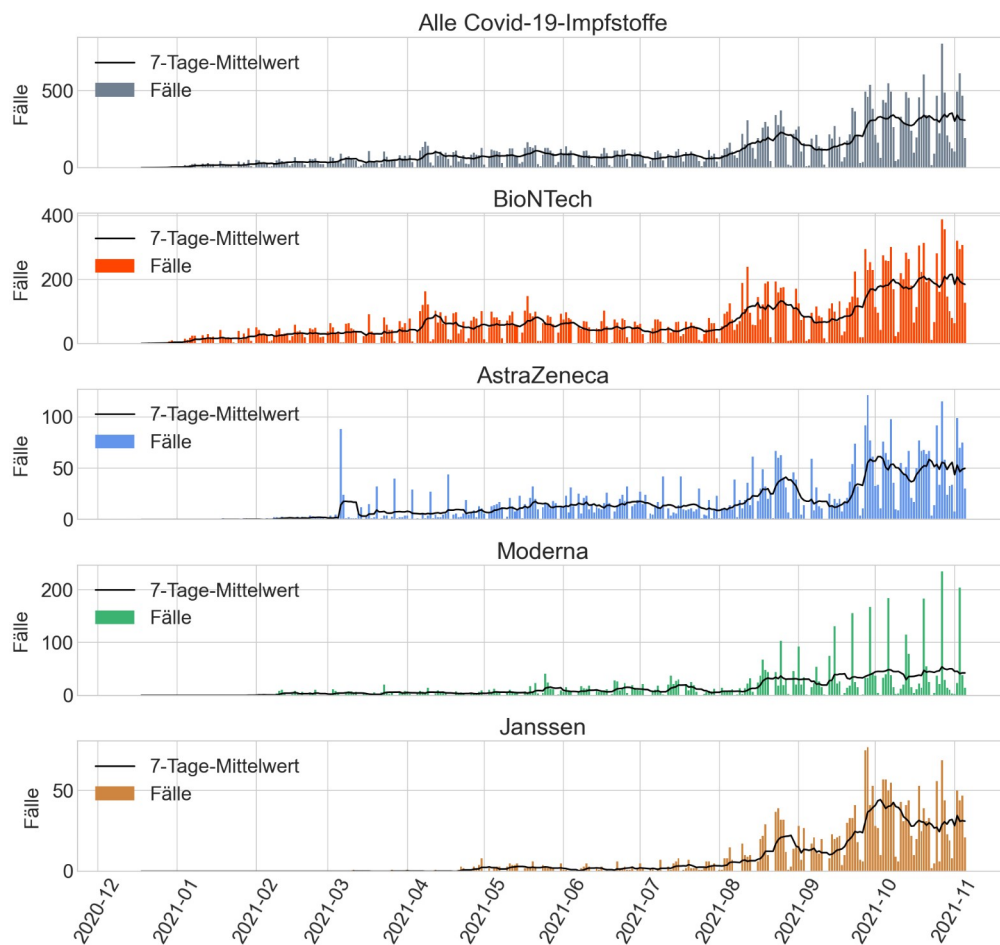 Alle Covid-19-Impfstoffe
Fälle
500
0
7-Tage-Mittelwert
Fälle
BioNTech
Fälle
400
200
0
7-Tage-Mittelwert
Fälle
AstraZeneca
Fälle
100
50
0
7-Tage-Mittelwert
Fälle
Moderna
Fälle
200
100
0
7-Tage-Mittelwert
Fälle
Janssen
Fälle
50
0
7-Tage-Mittelwert
Fälle
2020-12
2021-01
2021-02
2021-03
2021-04
2021-05
2021-06
2021-07
2021-08
2021-09
2021-10
2021-11